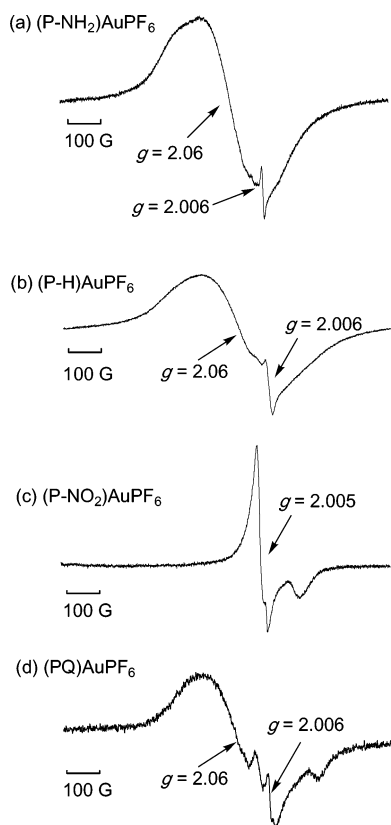 (a) (P-NH₂)AuPF₆
100 G
g = 2.06
g = 2.006
(b) (P-H)AuPF₆
g = 2.006
g = 2.06
100 G
(c) (P-NO₂)AuPF₆
g = 2.005
100 G
(d) (PQ)AuPF₆
g = 2.006
g = 2.06
100 G